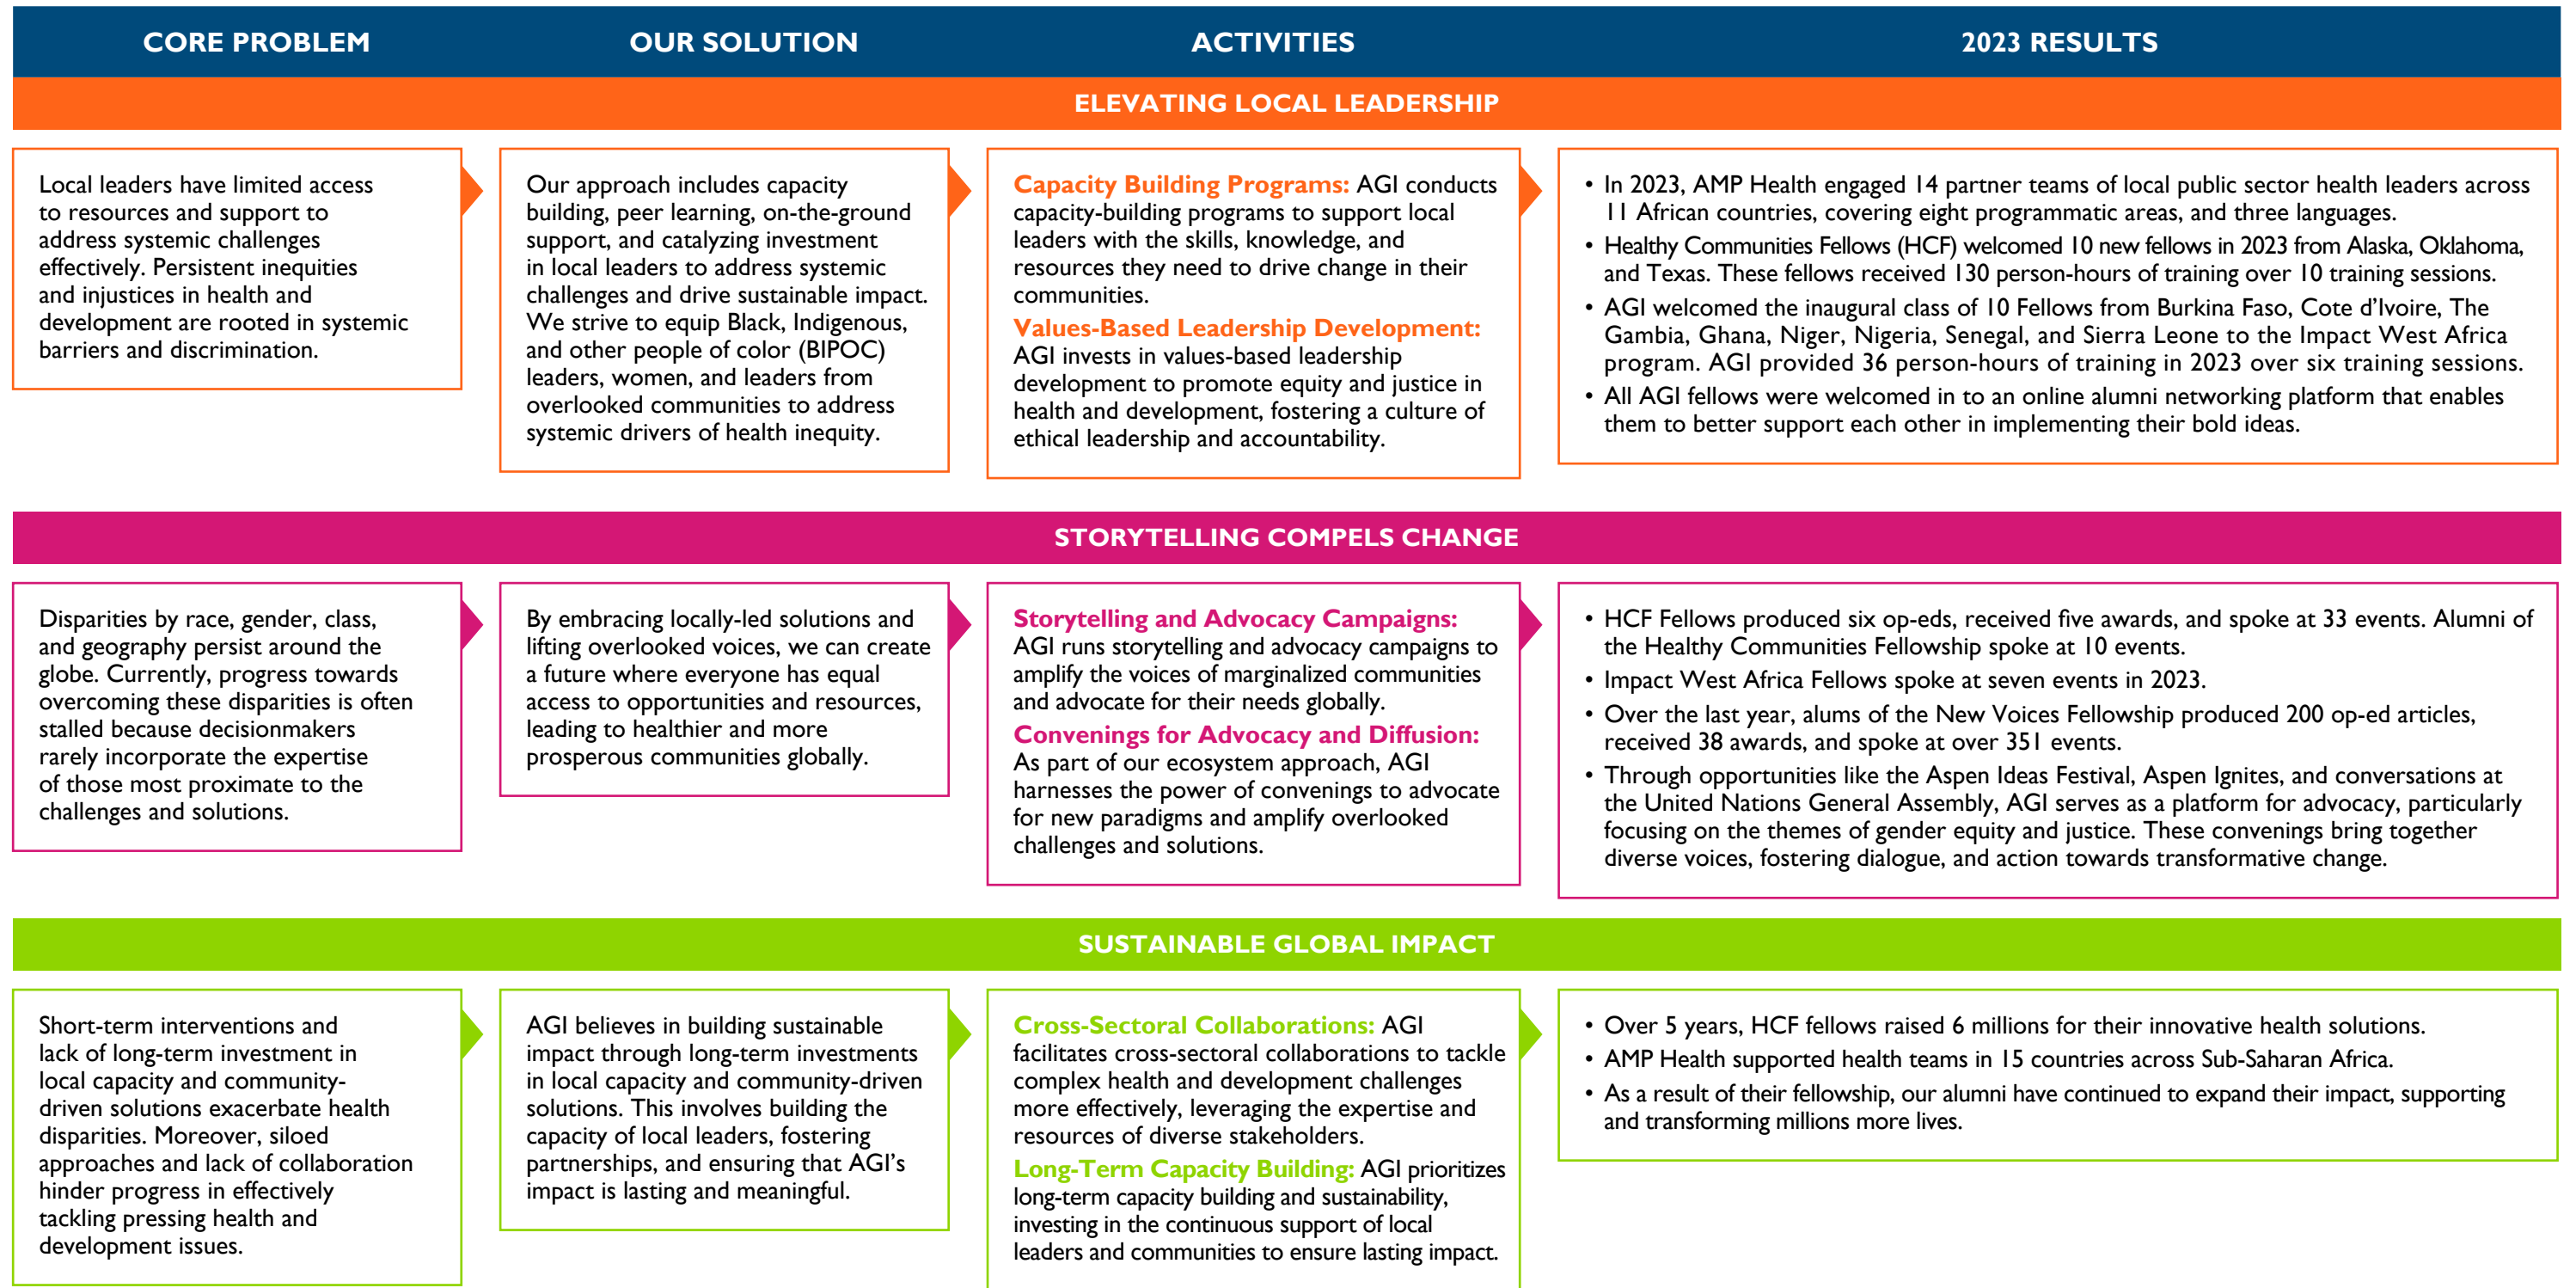 CORE PROBLEM
OUR SOLUTION
ACTIVITIES
2023 RESULTS
ELEVATING LOCAL LEADERSHIP
Local leaders have limited access
to resources and support to
address systemic challenges
effectively. Persistent inequities
and injustices in health and
development are rooted in systemic
barriers and discrimination.
Our approach includes capacity
building, peer learning, on-the-ground
support, and catalyzing investment
in local leaders to address systemic
challenges and drive sustainable impact.
We strive to equip Black, Indigenous,
and other people of color (BIPOC)
leaders, women, and leaders from
overlooked communities to address
systemic drivers of health inequity.
Capacity Building Programs: AGI conducts
capacity-building programs to support local
leaders with the skills, knowledge, and
resources they need to drive change in their
communities.
Values-Based Leadership Development:
AGI invests in values-based leadership
development to promote equity and justice in
health and development, fostering a culture of
ethical leadership and accountability.
• In 2023, AMP Health engaged 14 partner teams of local public sector health leaders across
11 African countries, covering eight programmatic areas, and three languages.
• Healthy Communities Fellows (HCF) welcomed 10 new fellows in 2023 from Alaska, Oklahoma,
and Texas. These fellows received 130 person-hours of training over 10 training sessions.
• AGI welcomed the inaugural class of 10 Fellows from Burkina Faso, Cote d’Ivoire, The
Gambia, Ghana, Niger, Nigeria, Senegal, and Sierra Leone to the Impact West Africa
program. AGI provided 36 person-hours of training in 2023 over six training sessions.
• All AGI fellows were welcomed in to an online alumni networking platform that enables
them to better support each other in implementing their bold ideas.
STORYTELLING COMPELS CHANGE
Disparities by race, gender, class,
and geography persist around the
globe. Currently, progress towards
overcoming these disparities is often
stalled because decisionmakers
rarely incorporate the expertise
of those most proximate to the
challenges and solutions.
By embracing locally-led solutions and
lifting overlooked voices, we can create
a future where everyone has equal
access to opportunities and resources,
leading to healthier and more
prosperous communities globally.
Storytelling and Advocacy Campaigns:
AGI runs storytelling and advocacy campaigns to
amplify the voices of marginalized communities
and advocate for their needs globally.
Convenings for Advocacy and Diffusion:
As part of our ecosystem approach, AGI
harnesses the power of convenings to advocate
for new paradigms and amplify overlooked
challenges and solutions.
• HCF Fellows produced six op-eds, received five awards, and spoke at 33 events. Alumni of
the Healthy Communities Fellowship spoke at 10 events.
• Impact West Africa Fellows spoke at seven events in 2023.
• Over the last year, alums of the New Voices Fellowship produced 200 op-ed articles,
received 38 awards, and spoke at over 351 events.
• Through opportunities like the Aspen Ideas Festival, Aspen Ignites, and conversations at
the United Nations General Assembly, AGI serves as a platform for advocacy, particularly
focusing on the themes of gender equity and justice. These convenings bring together
diverse voices, fostering dialogue, and action towards transformative change.
SUSTAINABLE GLOBAL IMPACT
Short-term interventions and
lack of long-term investment in
local capacity and community-
driven solutions exacerbate health
disparities. Moreover, siloed
approaches and lack of collaboration
hinder progress in effectively
tackling pressing health and
development issues.
AGI believes in building sustainable
impact through long-term investments
in local capacity and community-driven
solutions. This involves building the
capacity of local leaders, fostering
partnerships, and ensuring that AGI’s
impact is lasting and meaningful.
Cross-Sectoral Collaborations: AGI
facilitates cross-sectoral collaborations to tackle
complex health and development challenges
more effectively, leveraging the expertise and
resources of diverse stakeholders.
Long-Term Capacity Building: AGI prioritizes
long-term capacity building and sustainability,
investing in the continuous support of local
leaders and communities to ensure lasting impact.
• Over 5 years, HCF fellows raised 6 millions for their innovative health solutions.
• AMP Health supported health teams in 15 countries across Sub-Saharan Africa.
• As a result of their fellowship, our alumni have continued to expand their impact, supporting
and transforming millions more lives.